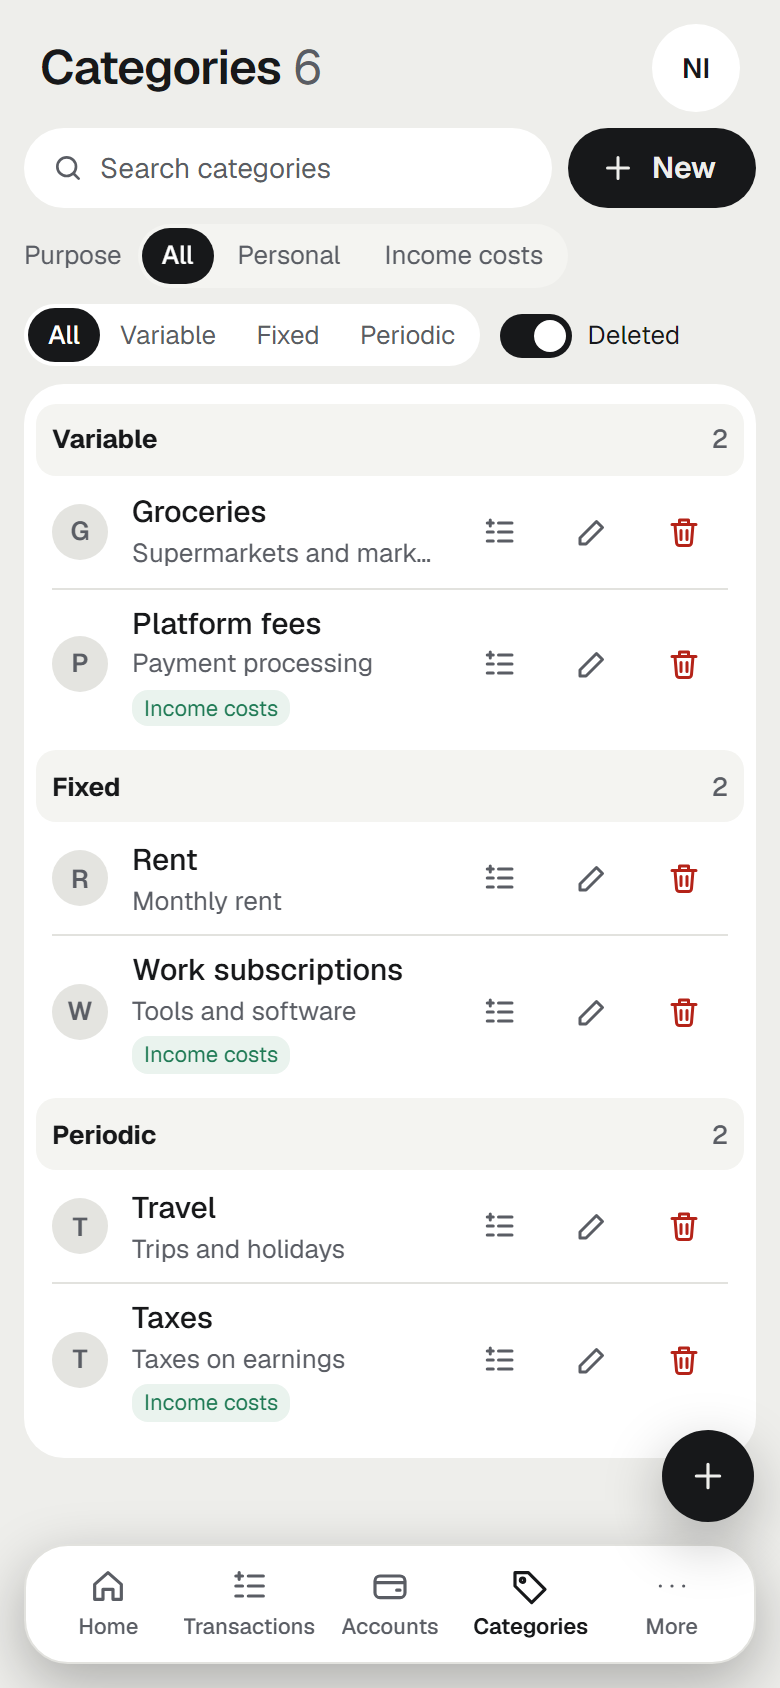 Categories 6
NI
Search categories
New
Purpose All Personal Income costs
All Variable Fixed Periodic Deleted
Variable 2
G
Groceries
Supermarkets and mark...
P
Platform fees
Payment processing
Income costs
Fixed 2
R
Rent
Monthly rent
W
Work subscriptions
Tools and software
Income costs
Periodic 2
T
Travel
Trips and holidays
T
Taxes
Taxes on earnings
Income costs
Home Transactions Accounts Categories More